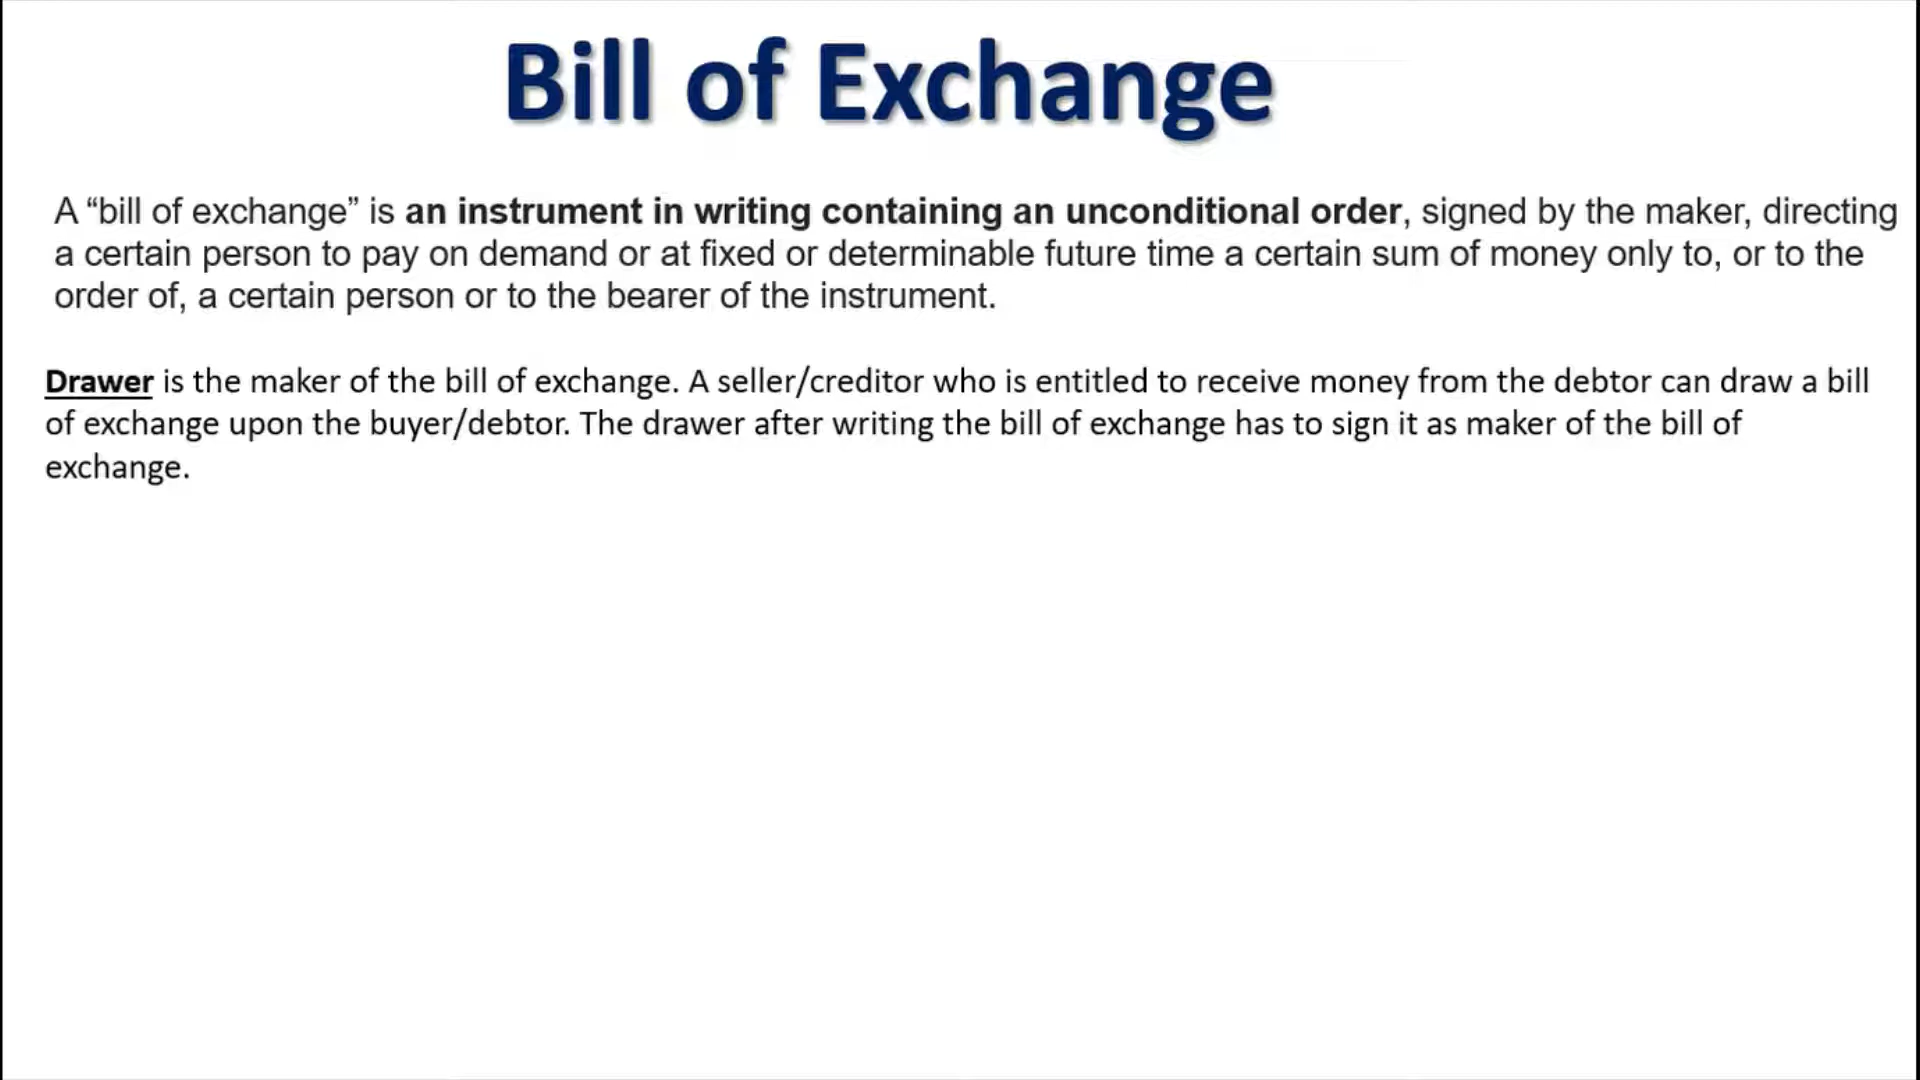 Bill of Exchange
A “bill of exchange” is an instrument in writing containing an unconditional order, signed by the maker, directing
a certain person to pay on demand or at fixed or determinable future time a certain sum of money only to, or to the
order of, a certain person or to the bearer of the instrument.
Drawer is the maker of the bill of exchange. A seller/creditor who is entitled to receive money from the debtor can draw a bill
of exchange upon the buyer/debtor. The drawer after writing the bill of exchange has to sign it as maker of the bill of
exchange.